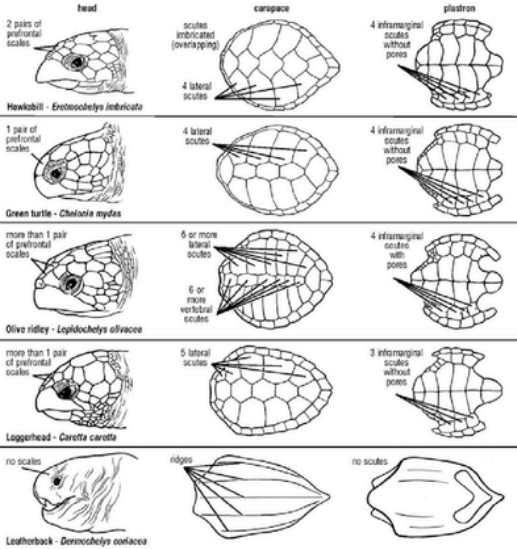 head
carapace
plastron
2 pairs of
prefrontal
scales
scutes
imbricated
(overlapping)
4 lateral
scutes
4 inframarginal
scutes
without
pores
Hawksbill - Eretmochelys imbricata
1 pair of
prefrontal
scales
4 lateral
scutes
4 inframarginal
scutes
without
pores
Green turtle - Chelonia mydas
more than 1 pair
of prefrontal
scales
6 or more
lateral
scutes
6 or
more
vertebral
scutes
4 inframarginal
scutes
with
pores
Olive ridley - Lepidochelys olivacea
more than 1 pair
of prefrontal
scales
5 lateral
scutes
3 inframarginal
scutes
without
pores
Loggerhead - Caretta caretta
no scales
ridges
no scutes
Leatherback - Dermochelys coriacea